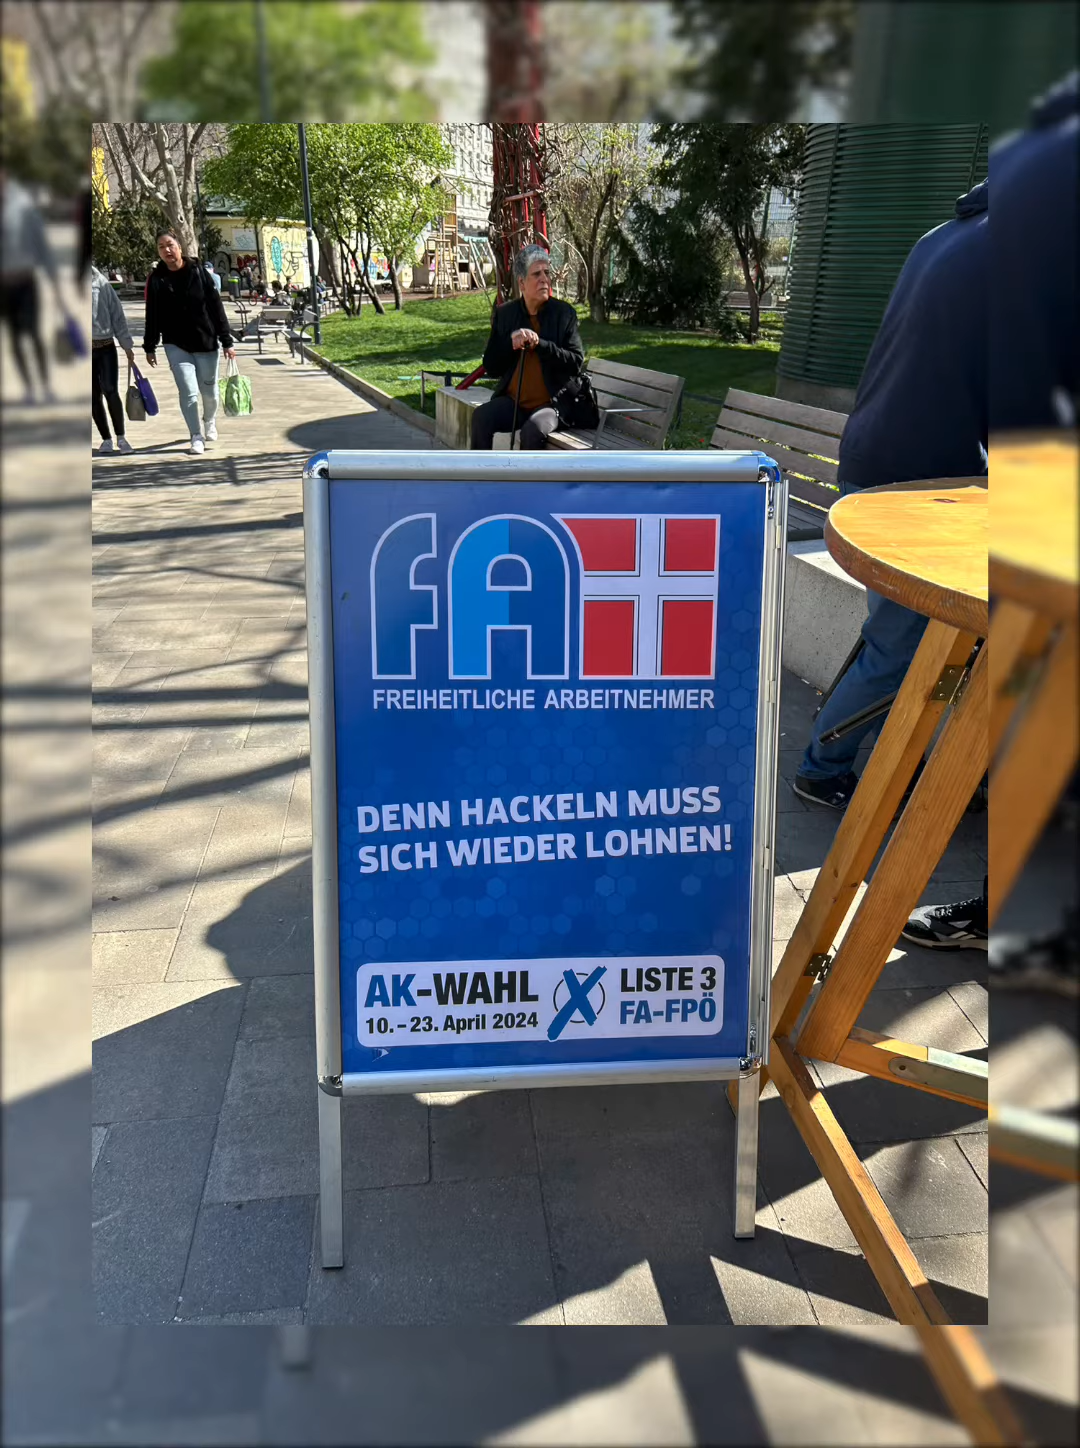 FA
FREIHEITLICHE ARBEITNEHMER
DENN HACKELN MUSS
SICH WIEDER LOHNEN!
AK-WAHL
10. – 23. April 2024
LISTE 3
FA-FPÖ